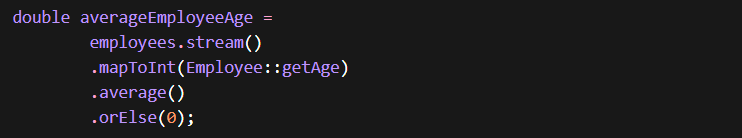 double averageEmployeeAge =
        employees.stream()
        .mapToInt(Employee::getAge)
        .average()
        .orElse(0);